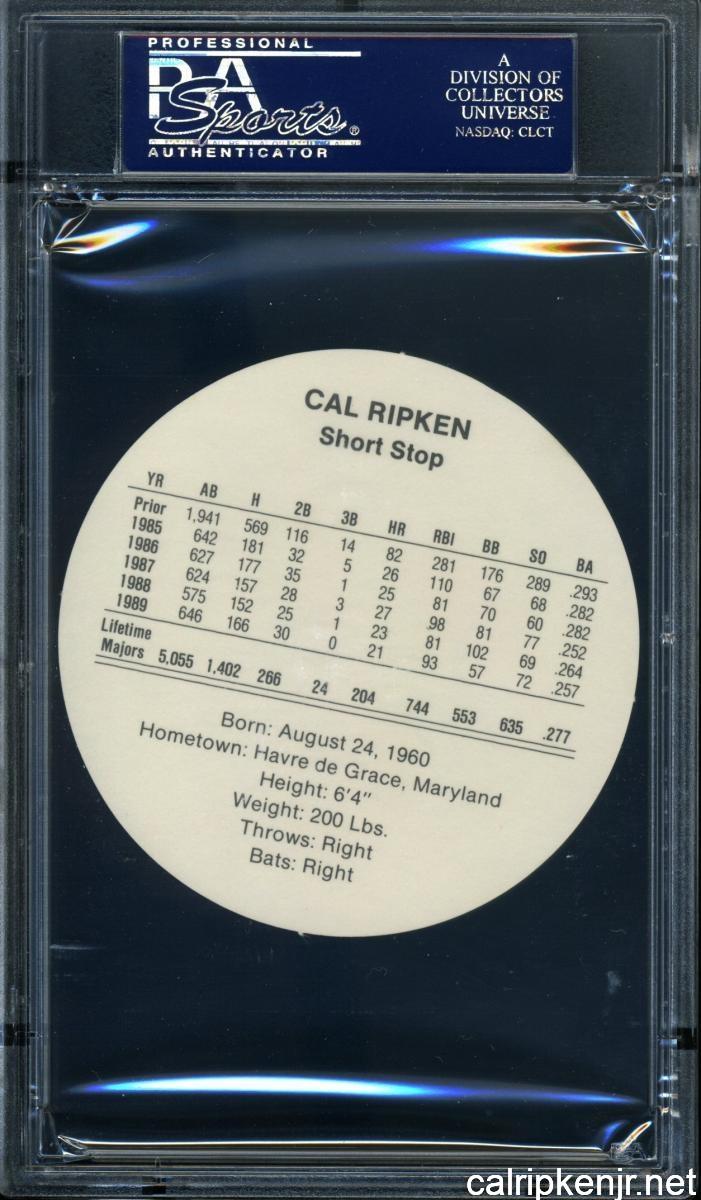 PROFESSIONAL
PSA
Sports®
AUTHENTICATOR
A
DIVISION OF
COLLECTORS
UNIVERSE
NASDAQ: CLCT
CAL RIPKEN
Short Stop
YR AB H 2B 3B HR RBI BB SO BA
Prior 1,941 569 116 14 82 281 176 289 .293
1985 642 181 32 5 26 110 67 68 .282
1986 627 177 35 1 25 81 70 60 .282
1987 624 157 28 3 27 98 81 77 .252
1988 575 152 25 1 23 81 102 69 .264
1989 646 166 30 0 21 93 57 72 .257
Lifetime
Majors 5,055 1,402 266 24 204 744 553 635 .277
Born: August 24, 1960
Hometown: Havre de Grace, Maryland
Height: 6'4"
Weight: 200 Lbs.
Throws: Right
Bats: Right
calripkenjr.net